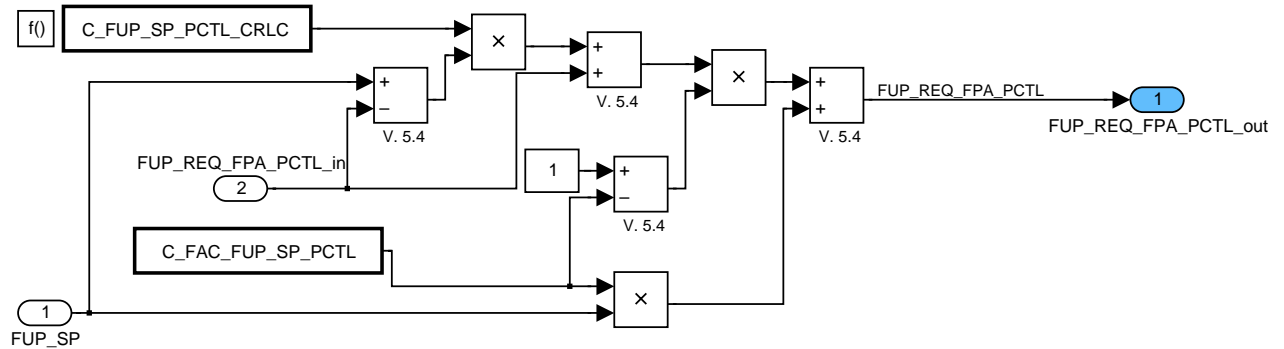 f()
C_FUP_SP_PCTL_CRLC
×
+
+
V. 5.4
+
−
V. 5.4
×
+
+
V. 5.4
FUP_REQ_FPA_PCTL
1
FUP_REQ_FPA_PCTL_out
FUP_REQ_FPA_PCTL_in
2
1
+
−
V. 5.4
C_FAC_FUP_SP_PCTL
×
1
FUP_SP